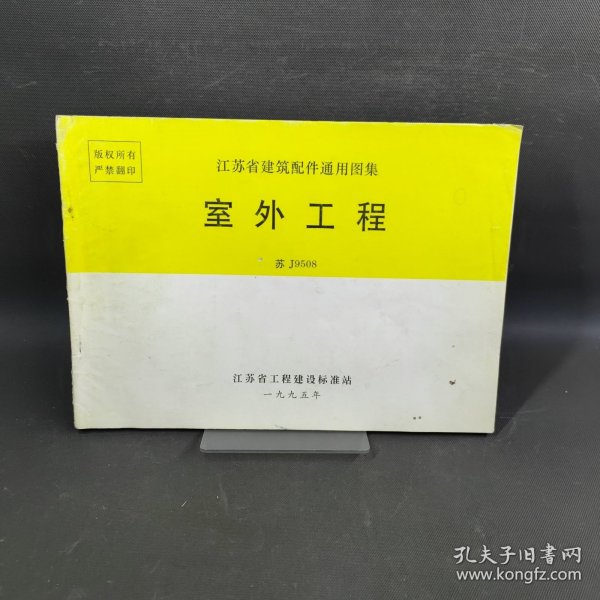 版权所有
严禁翻印
江苏省建筑配件通用图集
室外工程
苏 J9508
江苏省工程建设标准站
一九九五年
孔夫子旧书网
www.kongfz.com